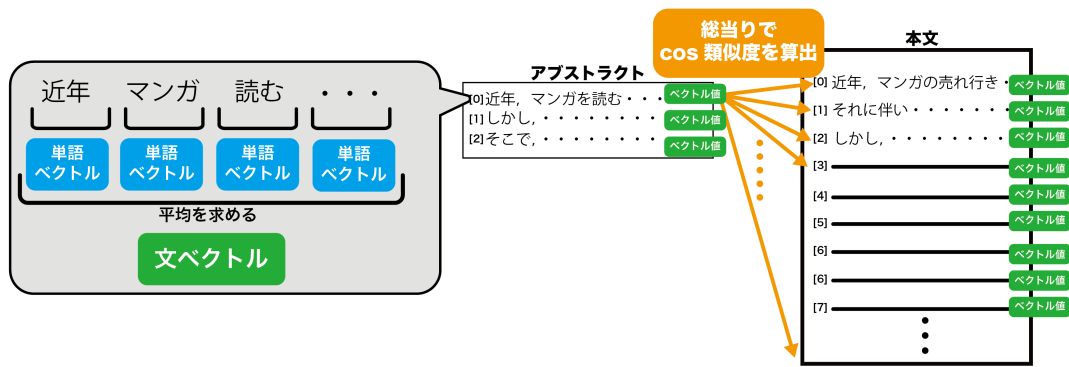 近年 マンガ 読む ・・・
単語
ベクトル
単語
ベクトル
単語
ベクトル
単語
ベクトル
平均を求める
文ベクトル
アブストラクト
[0]近年，マンガを読む・・・ ベクトル値
[1]しかし，・・・・・・・・・ ベクトル値
[2]そこで，・・・・・・・・・ ベクトル値
総当りで
cos 類似度を算出
本文
[0] 近年，マンガの売れ行き・ ベクトル値
[1] それに伴い・・・・・・・ ベクトル値
[2] しかし，・・・・・・・・ ベクトル値
[3] ベクトル値
[4] ベクトル値
[5] ベクトル値
[6] ベクトル値
[6] ベクトル値
[7] ベクトル値